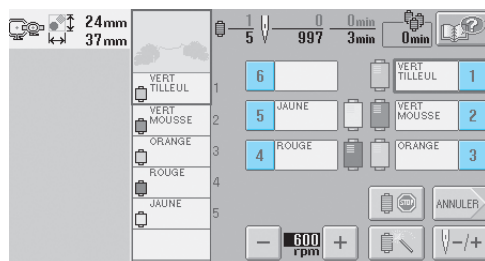 24mm
37mm
1
5
0
997
0min
3min
0min
VERT
TILLEUL
1
VERT
MOUSSE
2
ORANGE
3
ROUGE
4
JAUNE
5
6
VERT
TILLEUL
1
5
JAUNE
VERT
MOUSSE
2
4
ROUGE
ORANGE
3
STOP
ANNULER
−
600
rpm
+
−/+